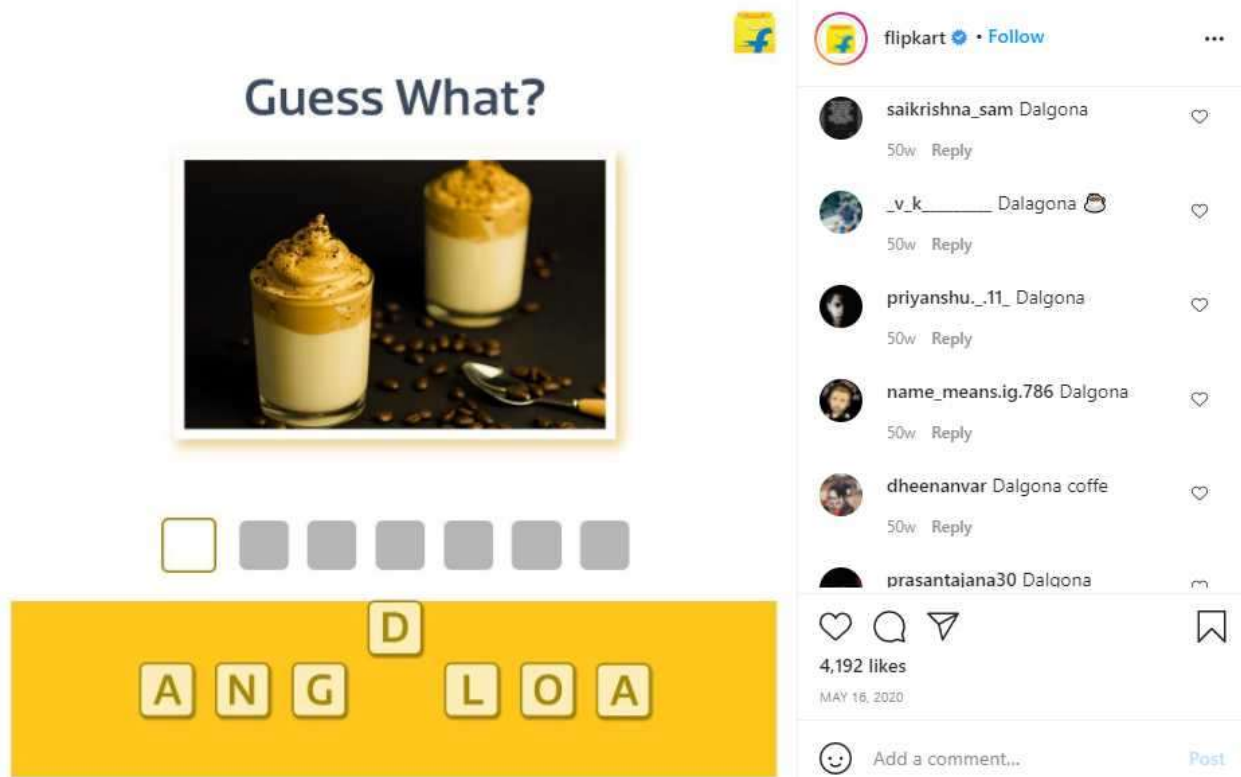 Guess What?
D
A N G L O A
flipkart • Follow
saikrishna_sam Dalgona
50w Reply
_v_k________ Dalagona
50w Reply
priyanshu._.11_ Dalgona
50w Reply
name_means.ig.786 Dalgona
50w Reply
dheenanvar Dalgona coffe
50w Reply
prasantajana30 Dalgona
4,192 likes
MAY 16, 2020
Add a comment...
Post